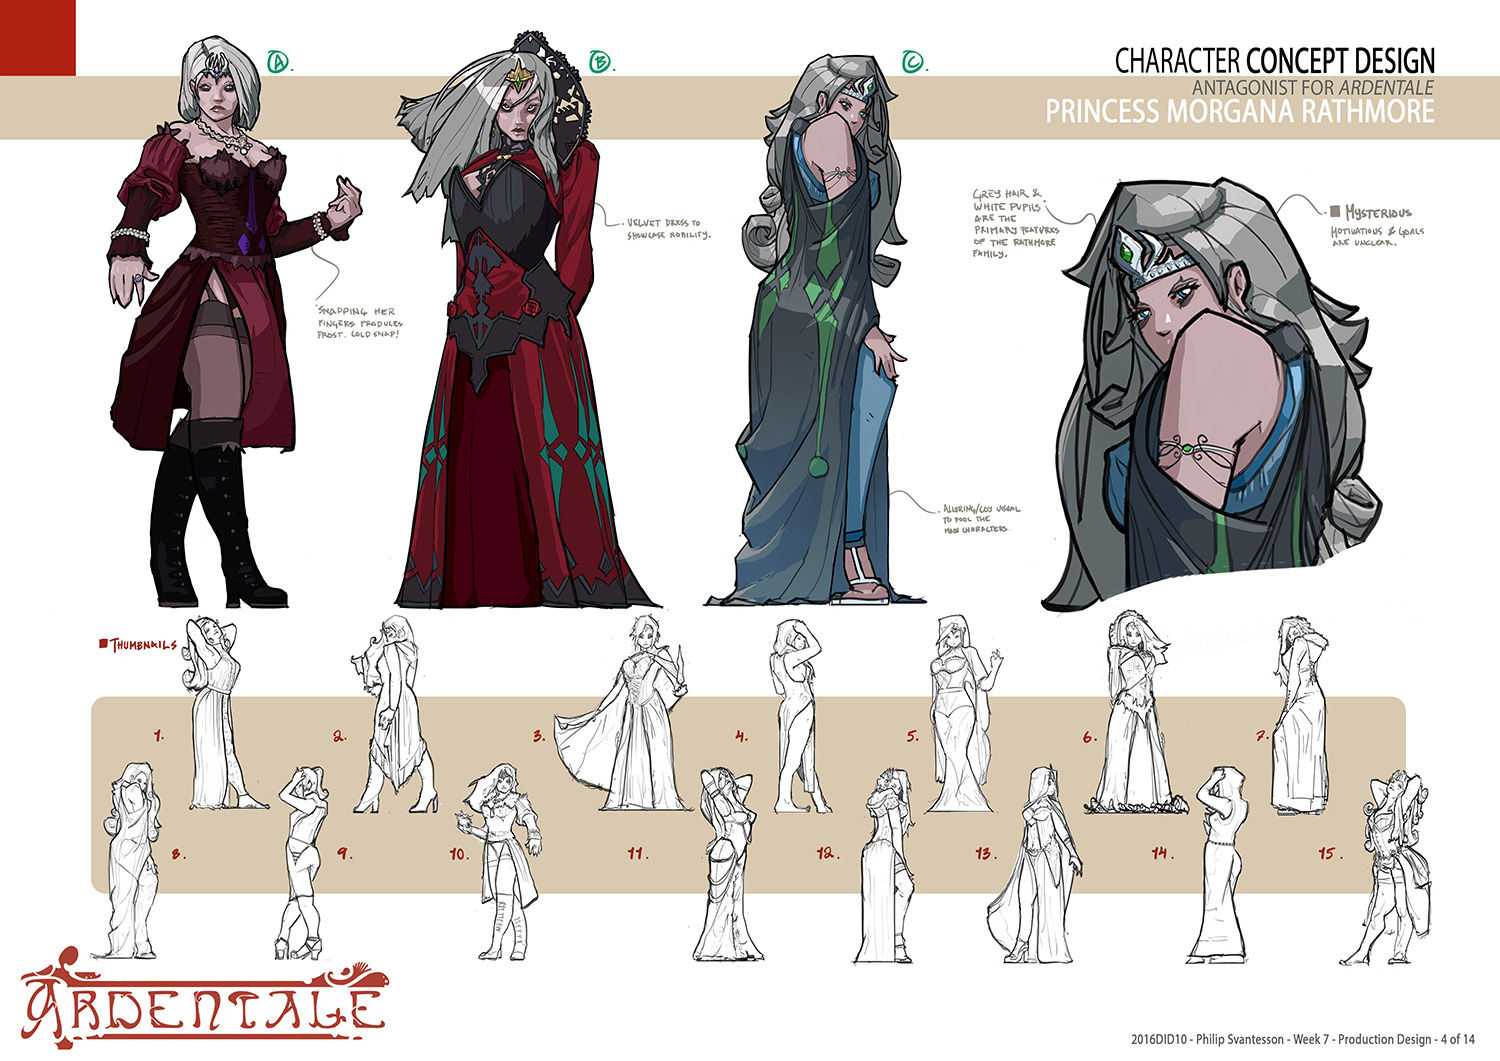 CHARACTER CONCEPT DESIGN
ANTAGONIST FOR ARDENTALE
PRINCESS MORGANA RATHMORE
A.
B.
C.
VELVET DRESS TO
SHOWCASE NOBILITY.
SNAPPING HER
FINGERS PRODUCES
FROST. COLD SNAP!
GREY HAIR &
WHITE PUPILS
ARE THE
PRIMARY FEATURES
OF THE RATHMORE
FAMILY.
MYSTERIOUS
MOTIVATIONS & GOALS
ARE UNCLEAR.
ALLURING/COY VISUAL
TO FOOL THE
MAIN CHARACTERS.
THUMBNAILS
1.
2.
3.
4.
5.
6.
7.
8.
9.
10.
11.
12.
13.
14.
15.
ARDENTALE
2016DID10 - Philip Svantesson - Week 7 - Production Design - 4 of 14